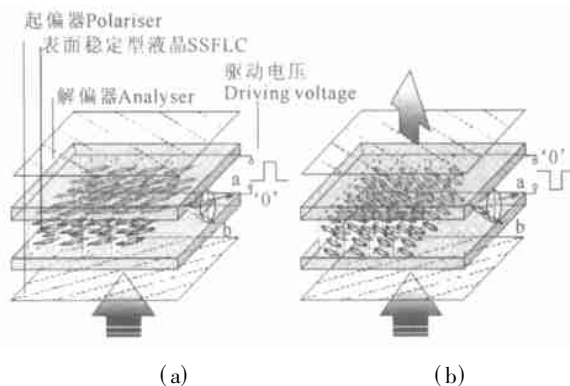 起偏器Polariser
表面稳定型液晶SSFLC
解偏器Analyser
驱动电压
Driving voltage
a
'0'
b
'0'
a
b
(a)
(b)